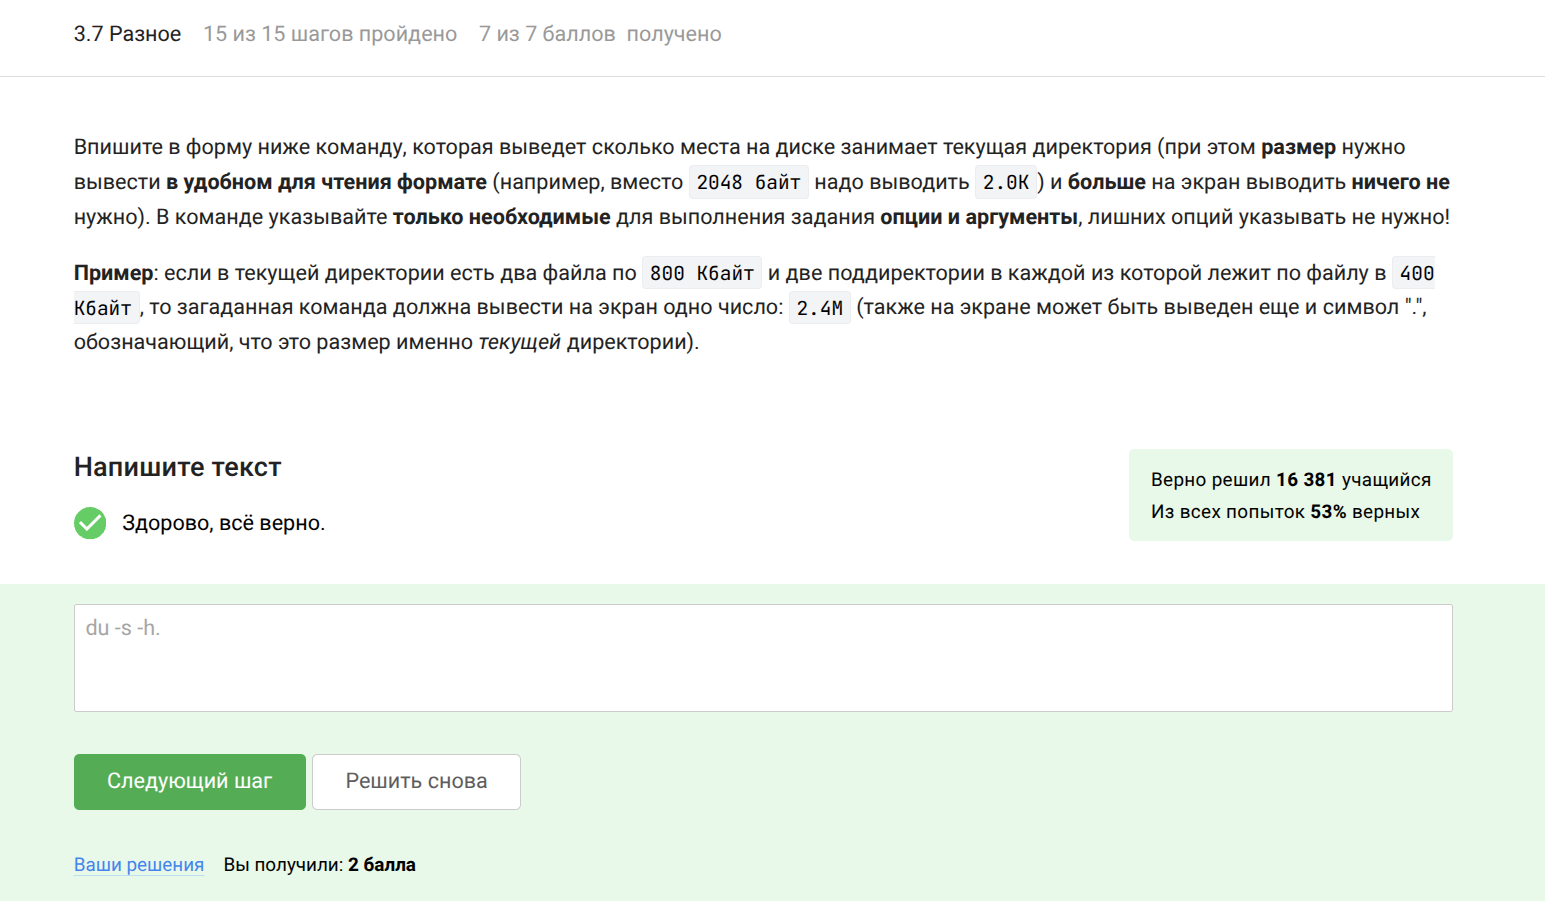 3.7 Разное 15 из 15 шагов пройдено 7 из 7 баллов получено
Впишите в форму ниже команду, которая выведет сколько места на диске занимает текущая директория (при этом размер нужно
вывести в удобном для чтения формате (например, вместо 2048 байт надо выводить 2.0K ) и больше на экран выводить ничего не
нужно). В команде указывайте только необходимые для выполнения задания опции и аргументы, лишних опций указывать не нужно!
Пример: если в текущей директории есть два файла по 800 Кбайт и две поддиректории в каждой из которой лежит по файлу в 400
Кбайт , то загаданная команда должна вывести на экран одно число: 2.4M (также на экране может быть выведен еще и символ ".",
обозначающий, что это размер именно текущей директории).
Напишите текст
Здорово, всё верно.
Верно решил 16 381 учащийся
Из всех попыток 53% верных
du -s -h.
Следующий шаг
Решить снова
Ваши решения Вы получили: 2 балла